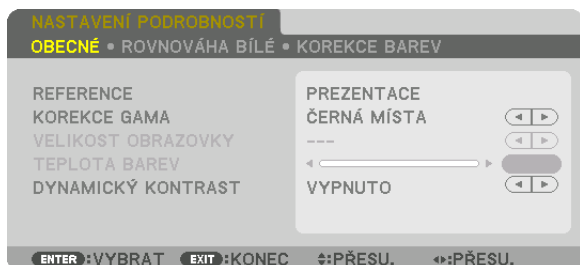 NASTAVENÍ PODROBNOSTÍ
OBECNÉ • ROVNOVÁHA BÍLÉ • KOREKCE BAREV
REFERENCE PREZENTACE
KOREKCE GAMA ČERNÁ MÍSTA
VELIKOST OBRAZOVKY ---
TEPLOTA BAREV
DYNAMICKÝ KONTRAST VYPNUTO
ENTER:VYBRAT EXIT:KONEC :PŘESU. :PŘESU.